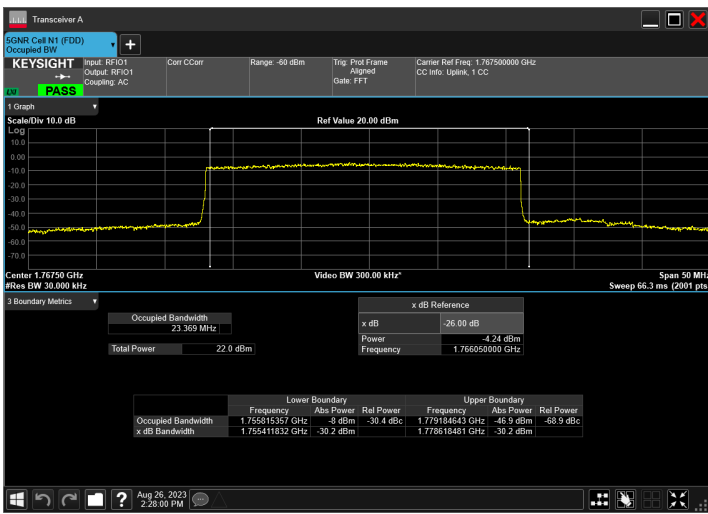 Transceiver A
5GNR Cell N1 (FDD)
Occupied BW
+
KEYSIGHT Input: RFIO1 Corr CCorr Range: -60 dBm Trig: Prot Frame Carrier Ref Freq: 1.767500000 GHz
Output: RFIO1 Aligned CC Info: Uplink, 1 CC
Coupling: AC Gate: FFT
LXI PASS
1 Graph
Scale/Div 10.0 dB Ref Value 20.00 dBm
Log
10.0
0.00
-10.0
-20.0
-30.0
-40.0
-50.0
-60.0
-70.0
Center 1.76750 GHz Video BW 300.00 kHz* Span 50 MHz
#Res BW 30.000 kHz Sweep 66.3 ms (2001 pts
3 Boundary Metrics
Occupied Bandwidth
23.369 MHz
Total Power 22.0 dBm
x dB Reference
x dB -26.00 dB
Power -4.24 dBm
Frequency 1.766050000 GHz
Lower Boundary Upper Boundary
Frequency Abs Power Rel Power Frequency Abs Power Rel Power
Occupied Bandwidth 1.755815357 GHz -8 dBm -30.4 dBc 1.779184643 GHz -46.9 dBm -68.9 dBc
x dB Bandwidth 1.755411832 GHz -30.2 dBm 1.778618481 GHz -30.2 dBm
? Aug 26, 2023
2:28:00 PM